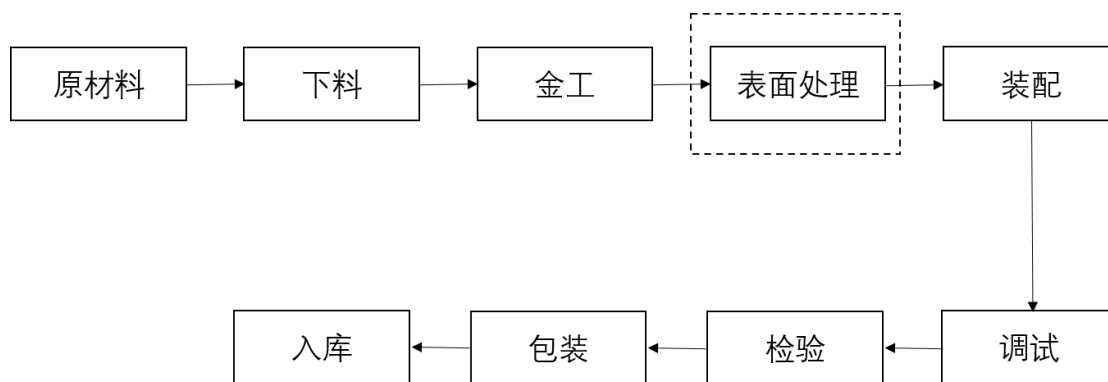 原材料
下料
金工
表面处理
装配
调试
检验
包装
入库